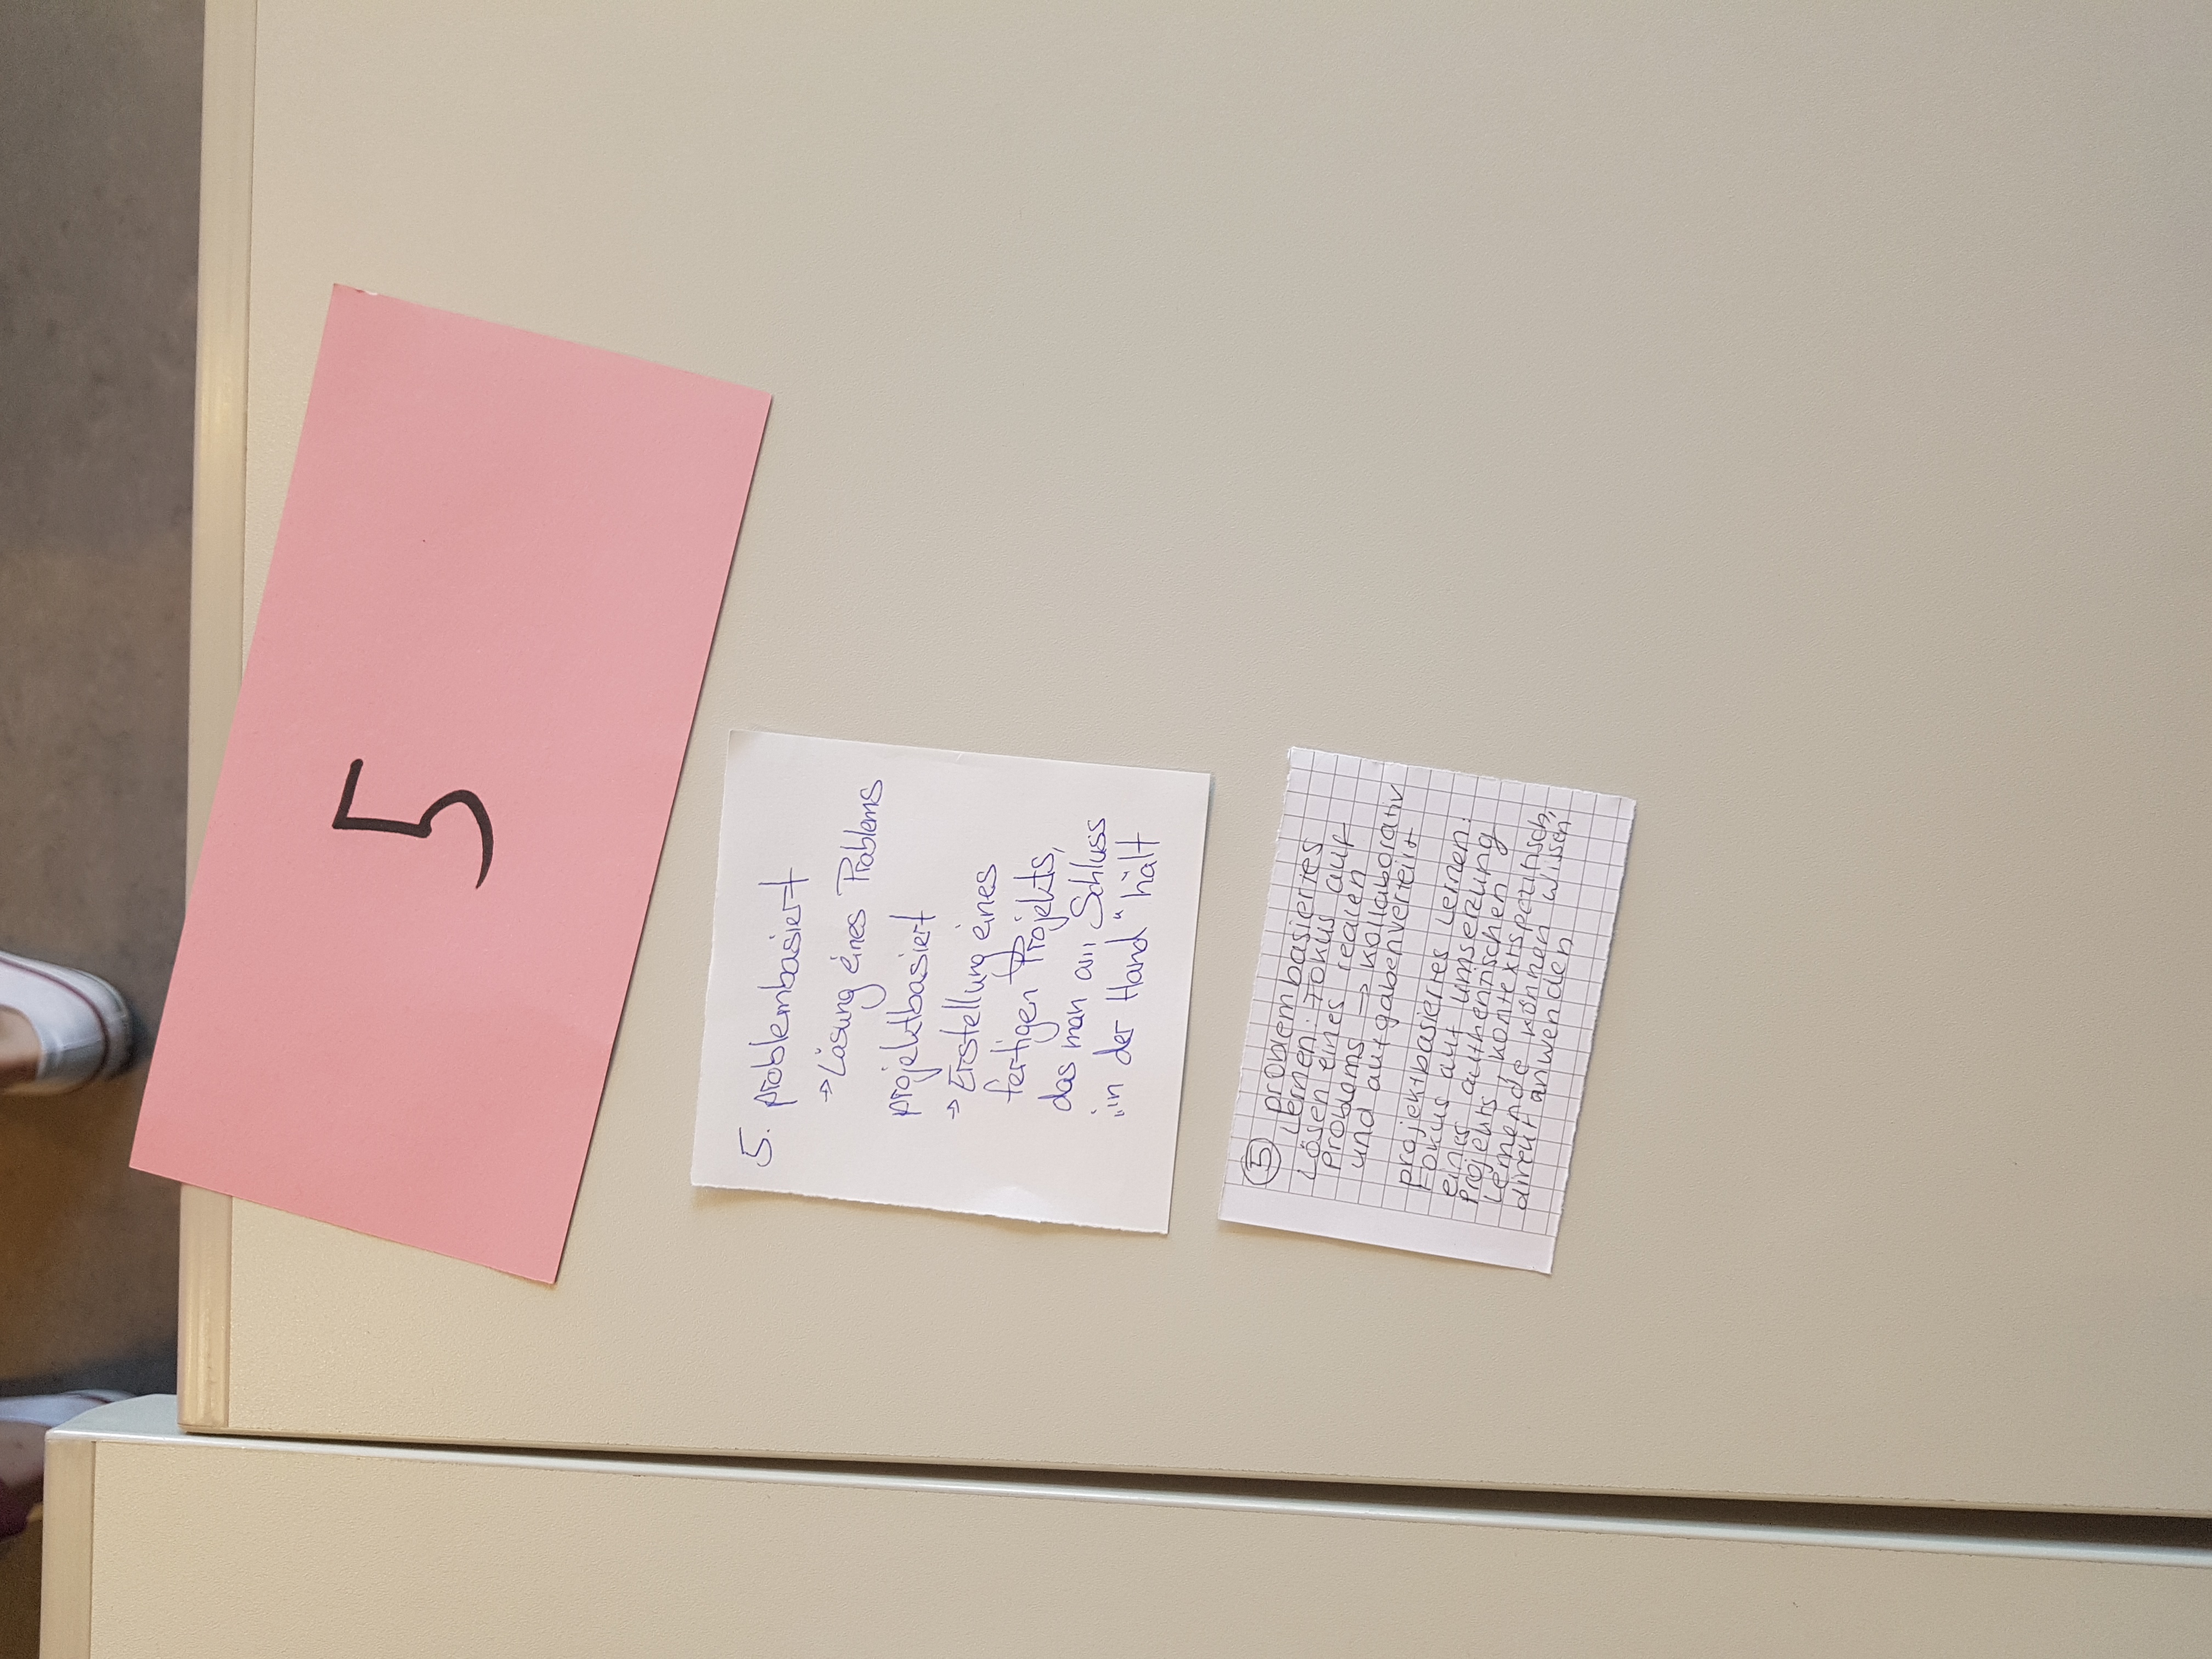 5
5. problembasiert
→ Lösung eines Problems
projektbasiert
→ Erstellung eines
fertigen Projekts,
das man am Schluss
„in der Hand“ hält
5 problembasiertes
Lernen: Fokus auf
Lösen eines realen
Problems → kollaborativ
und aufgabenverteilt
projektbasiertes Lernen:
Fokus auf Umsetzung
eines authentischen
Projekts, kontextspezifisch,
Lernende können Wissen
direkt anwenden